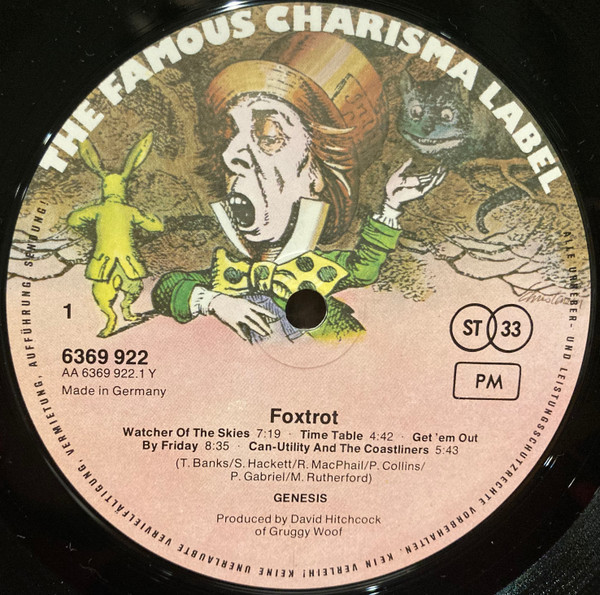 THE FAMOUS CHARISMA LABEL
1
6369 922
AA 6369 922.1 Y
Made in Germany
ST 33
PM
Foxtrot
Watcher Of The Skies 7:19 · Time Table 4:42 · Get 'em Out
By Friday 8:35 · Can-Utility And The Coastliners 5:43
(T. Banks/S. Hackett/R. MacPhail/P. Collins/
P. Gabriel/M. Rutherford)
GENESIS
Produced by David Hitchcock
of Gruggy Woof
ALLE URHEBER- UND LEISTUNGSSCHUTZRECHTE VORBEHALTEN. KEIN VERLEIH! KEINE UNERLAUBTE VERVIELFÄLTIGUNG, VERMIETUNG, AUFFÜHRUNG, SENDUNG!